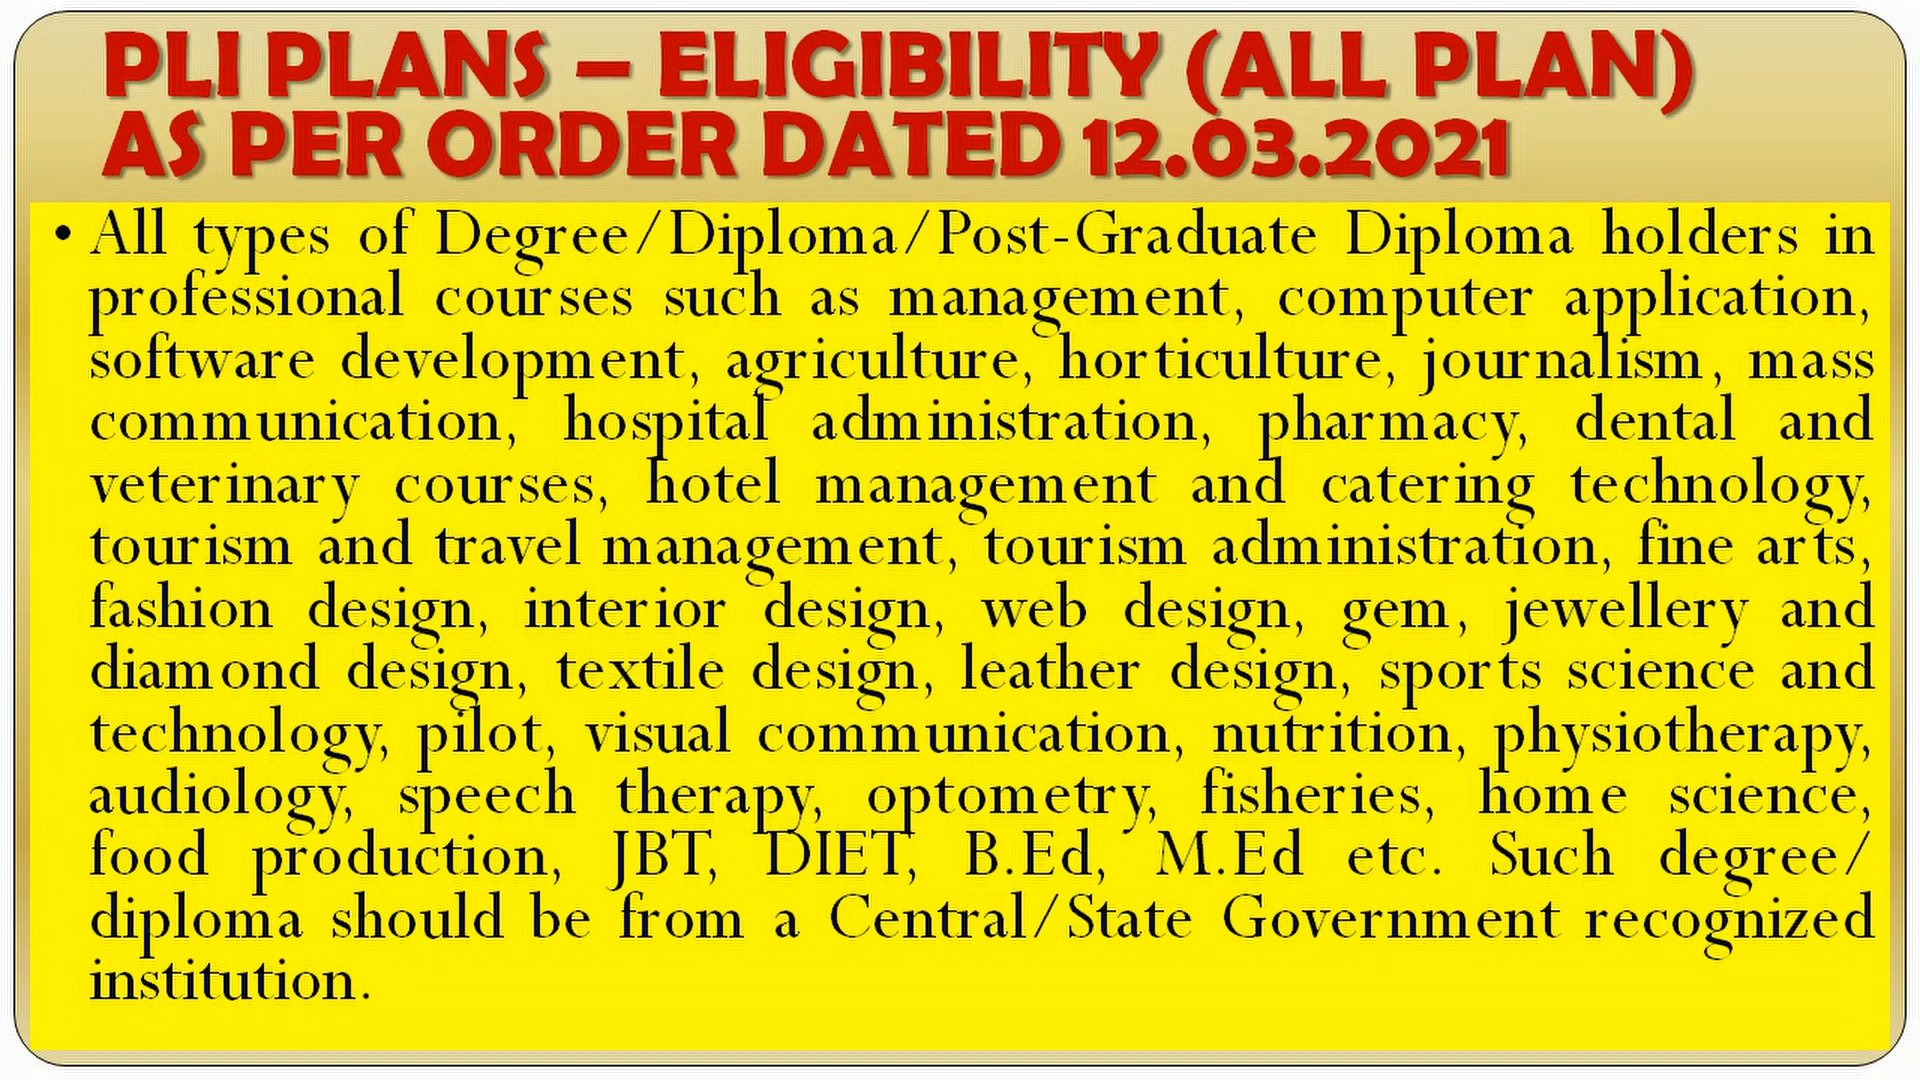 PLI PLANS – ELIGIBILITY (ALL PLAN)
AS PER ORDER DATED 12.03.2021
• All types of Degree/Diploma/Post-Graduate Diploma holders in
professional courses such as management, computer application,
software development, agriculture, horticulture, journalism, mass
communication, hospital administration, pharmacy, dental and
veterinary courses, hotel management and catering technology,
tourism and travel management, tourism administration, fine arts,
fashion design, interior design, web design, gem, jewellery and
diamond design, textile design, leather design, sports science and
technology, pilot, visual communication, nutrition, physiotherapy,
audiology, speech therapy, optometry, fisheries, home science,
food production, JBT, DIET, B.Ed, M.Ed etc. Such degree/
diploma should be from a Central/State Government recognized
institution.